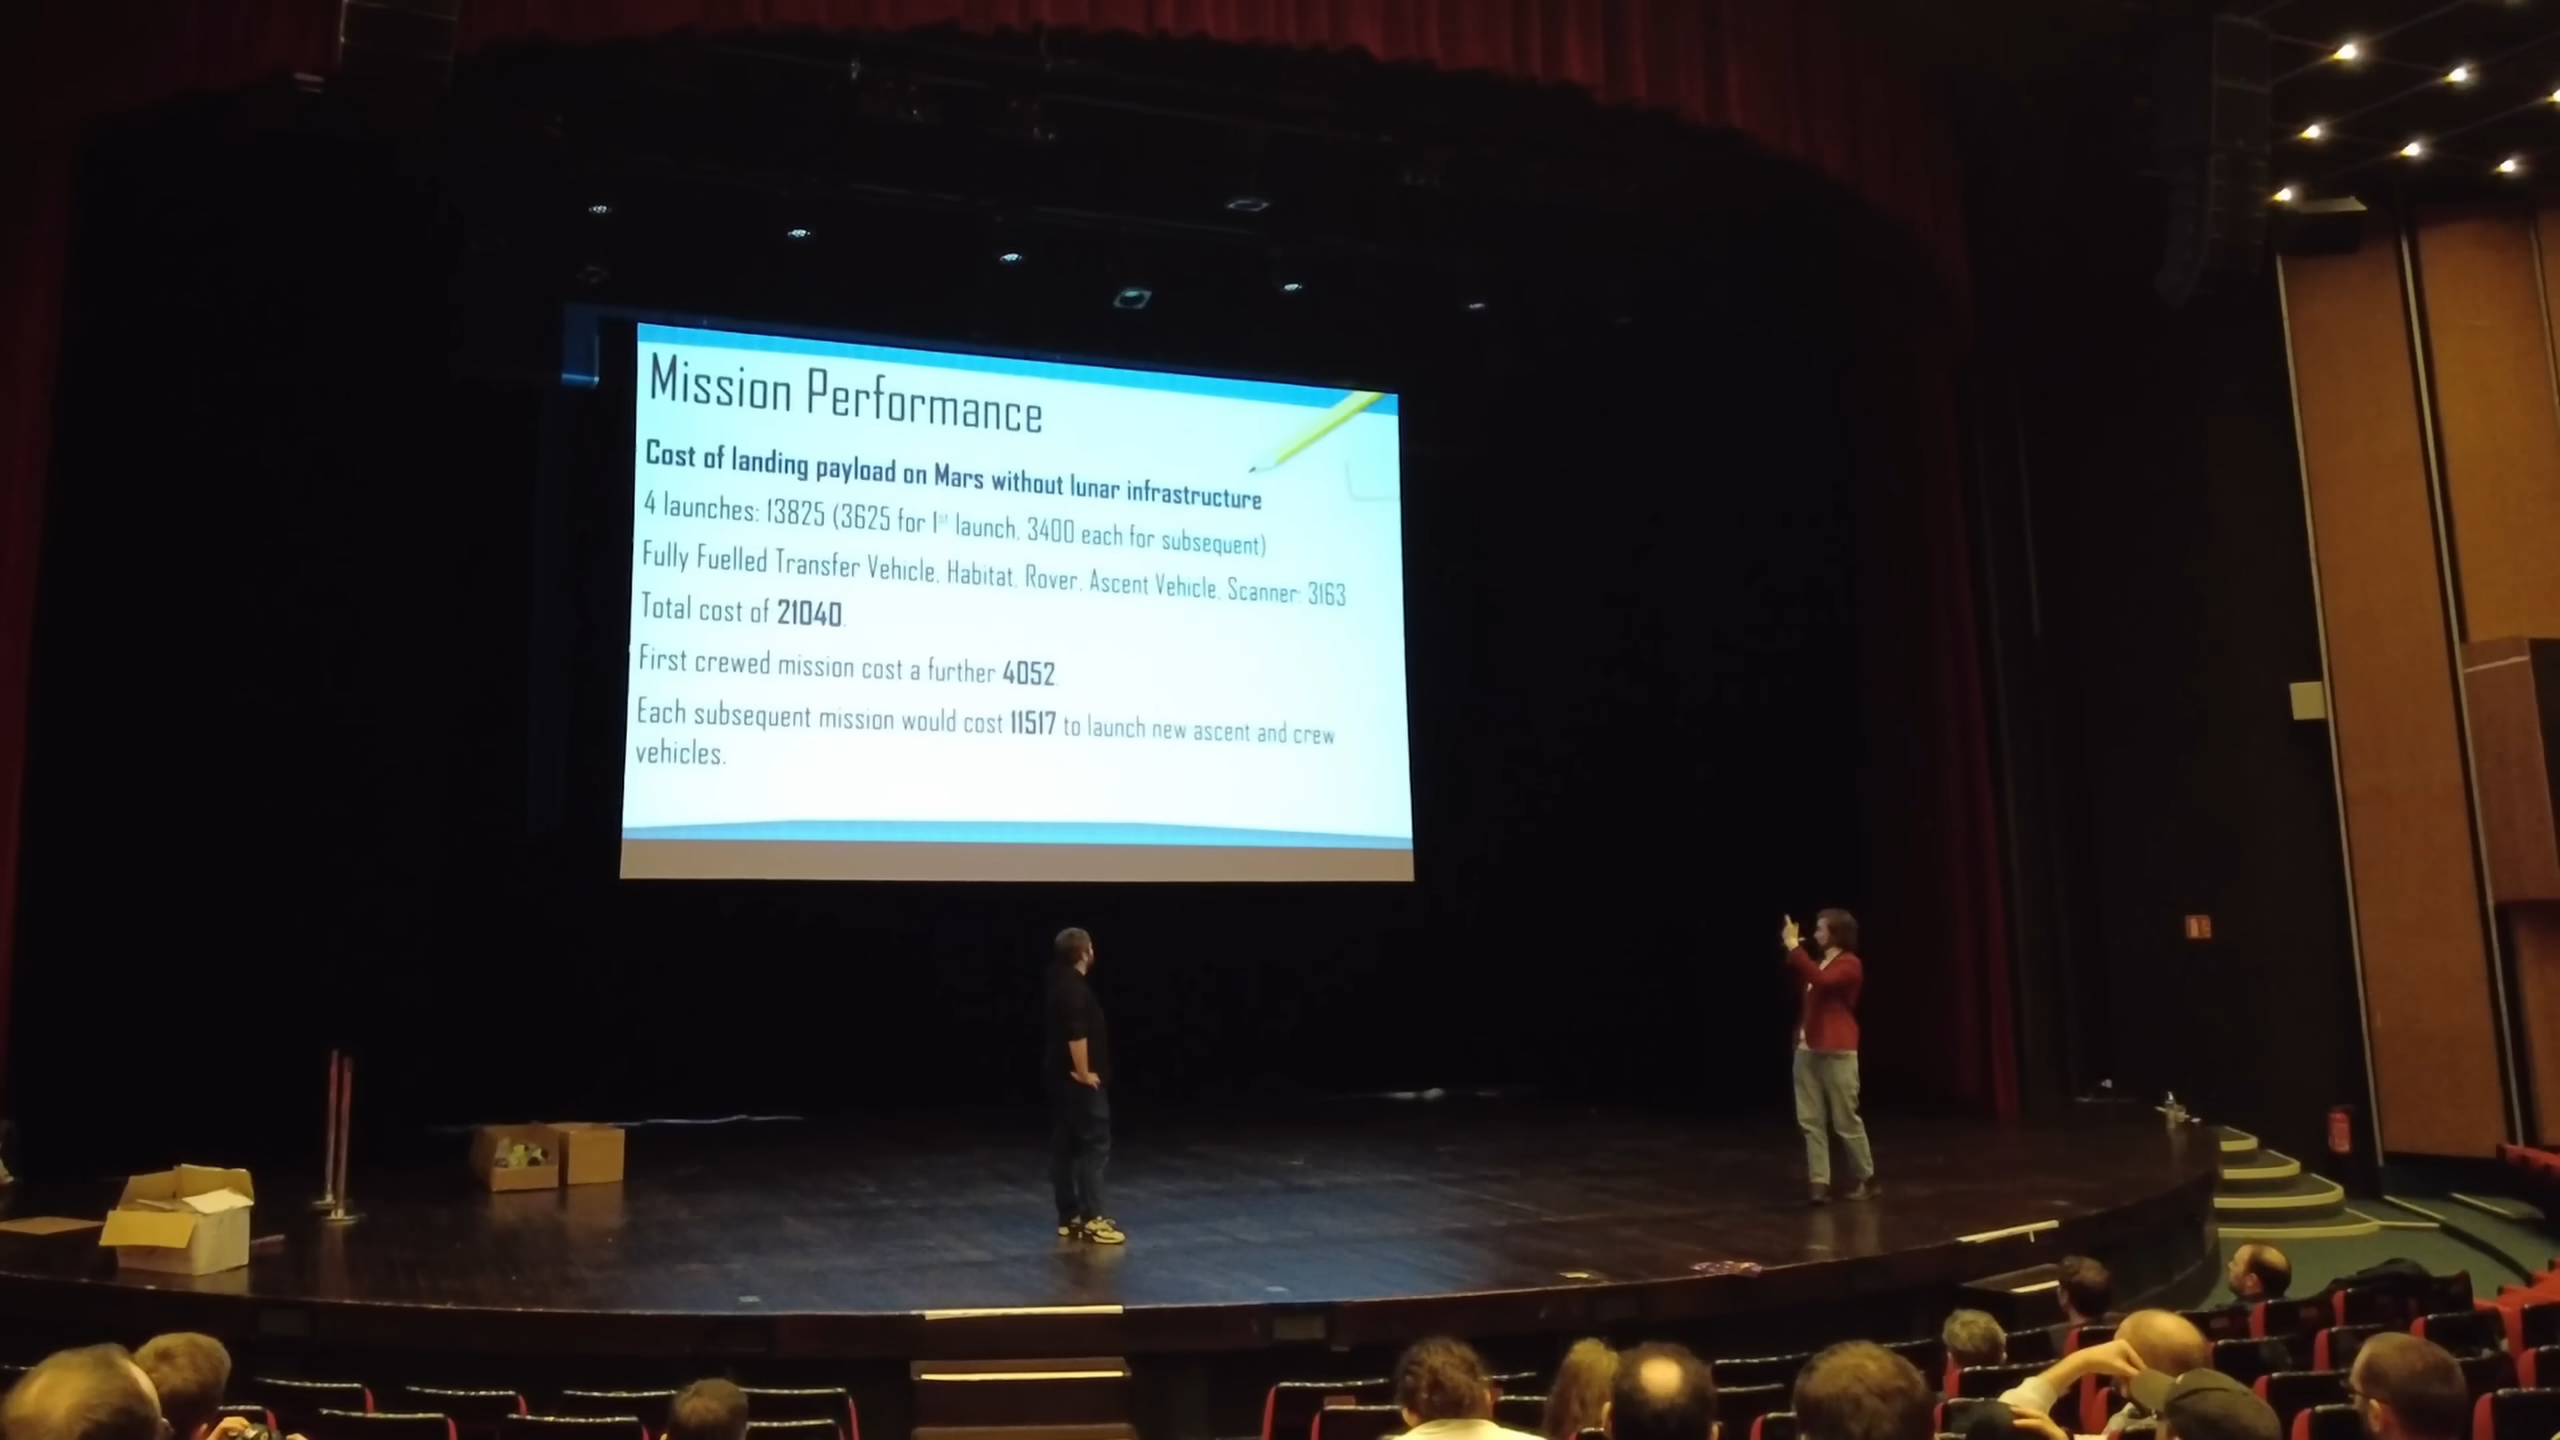 Mission Performance
Cost of landing payload on Mars without lunar infrastructure
4 launches: 13825 (3625 for 1st launch, 3400 each for subsequent)
Fully Fuelled Transfer Vehicle, Habitat, Rover, Ascent Vehicle, Scanner: 3163
Total cost of 21040.
First crewed mission cost a further 4052.
Each subsequent mission would cost 11517 to launch new ascent and crew
vehicles.